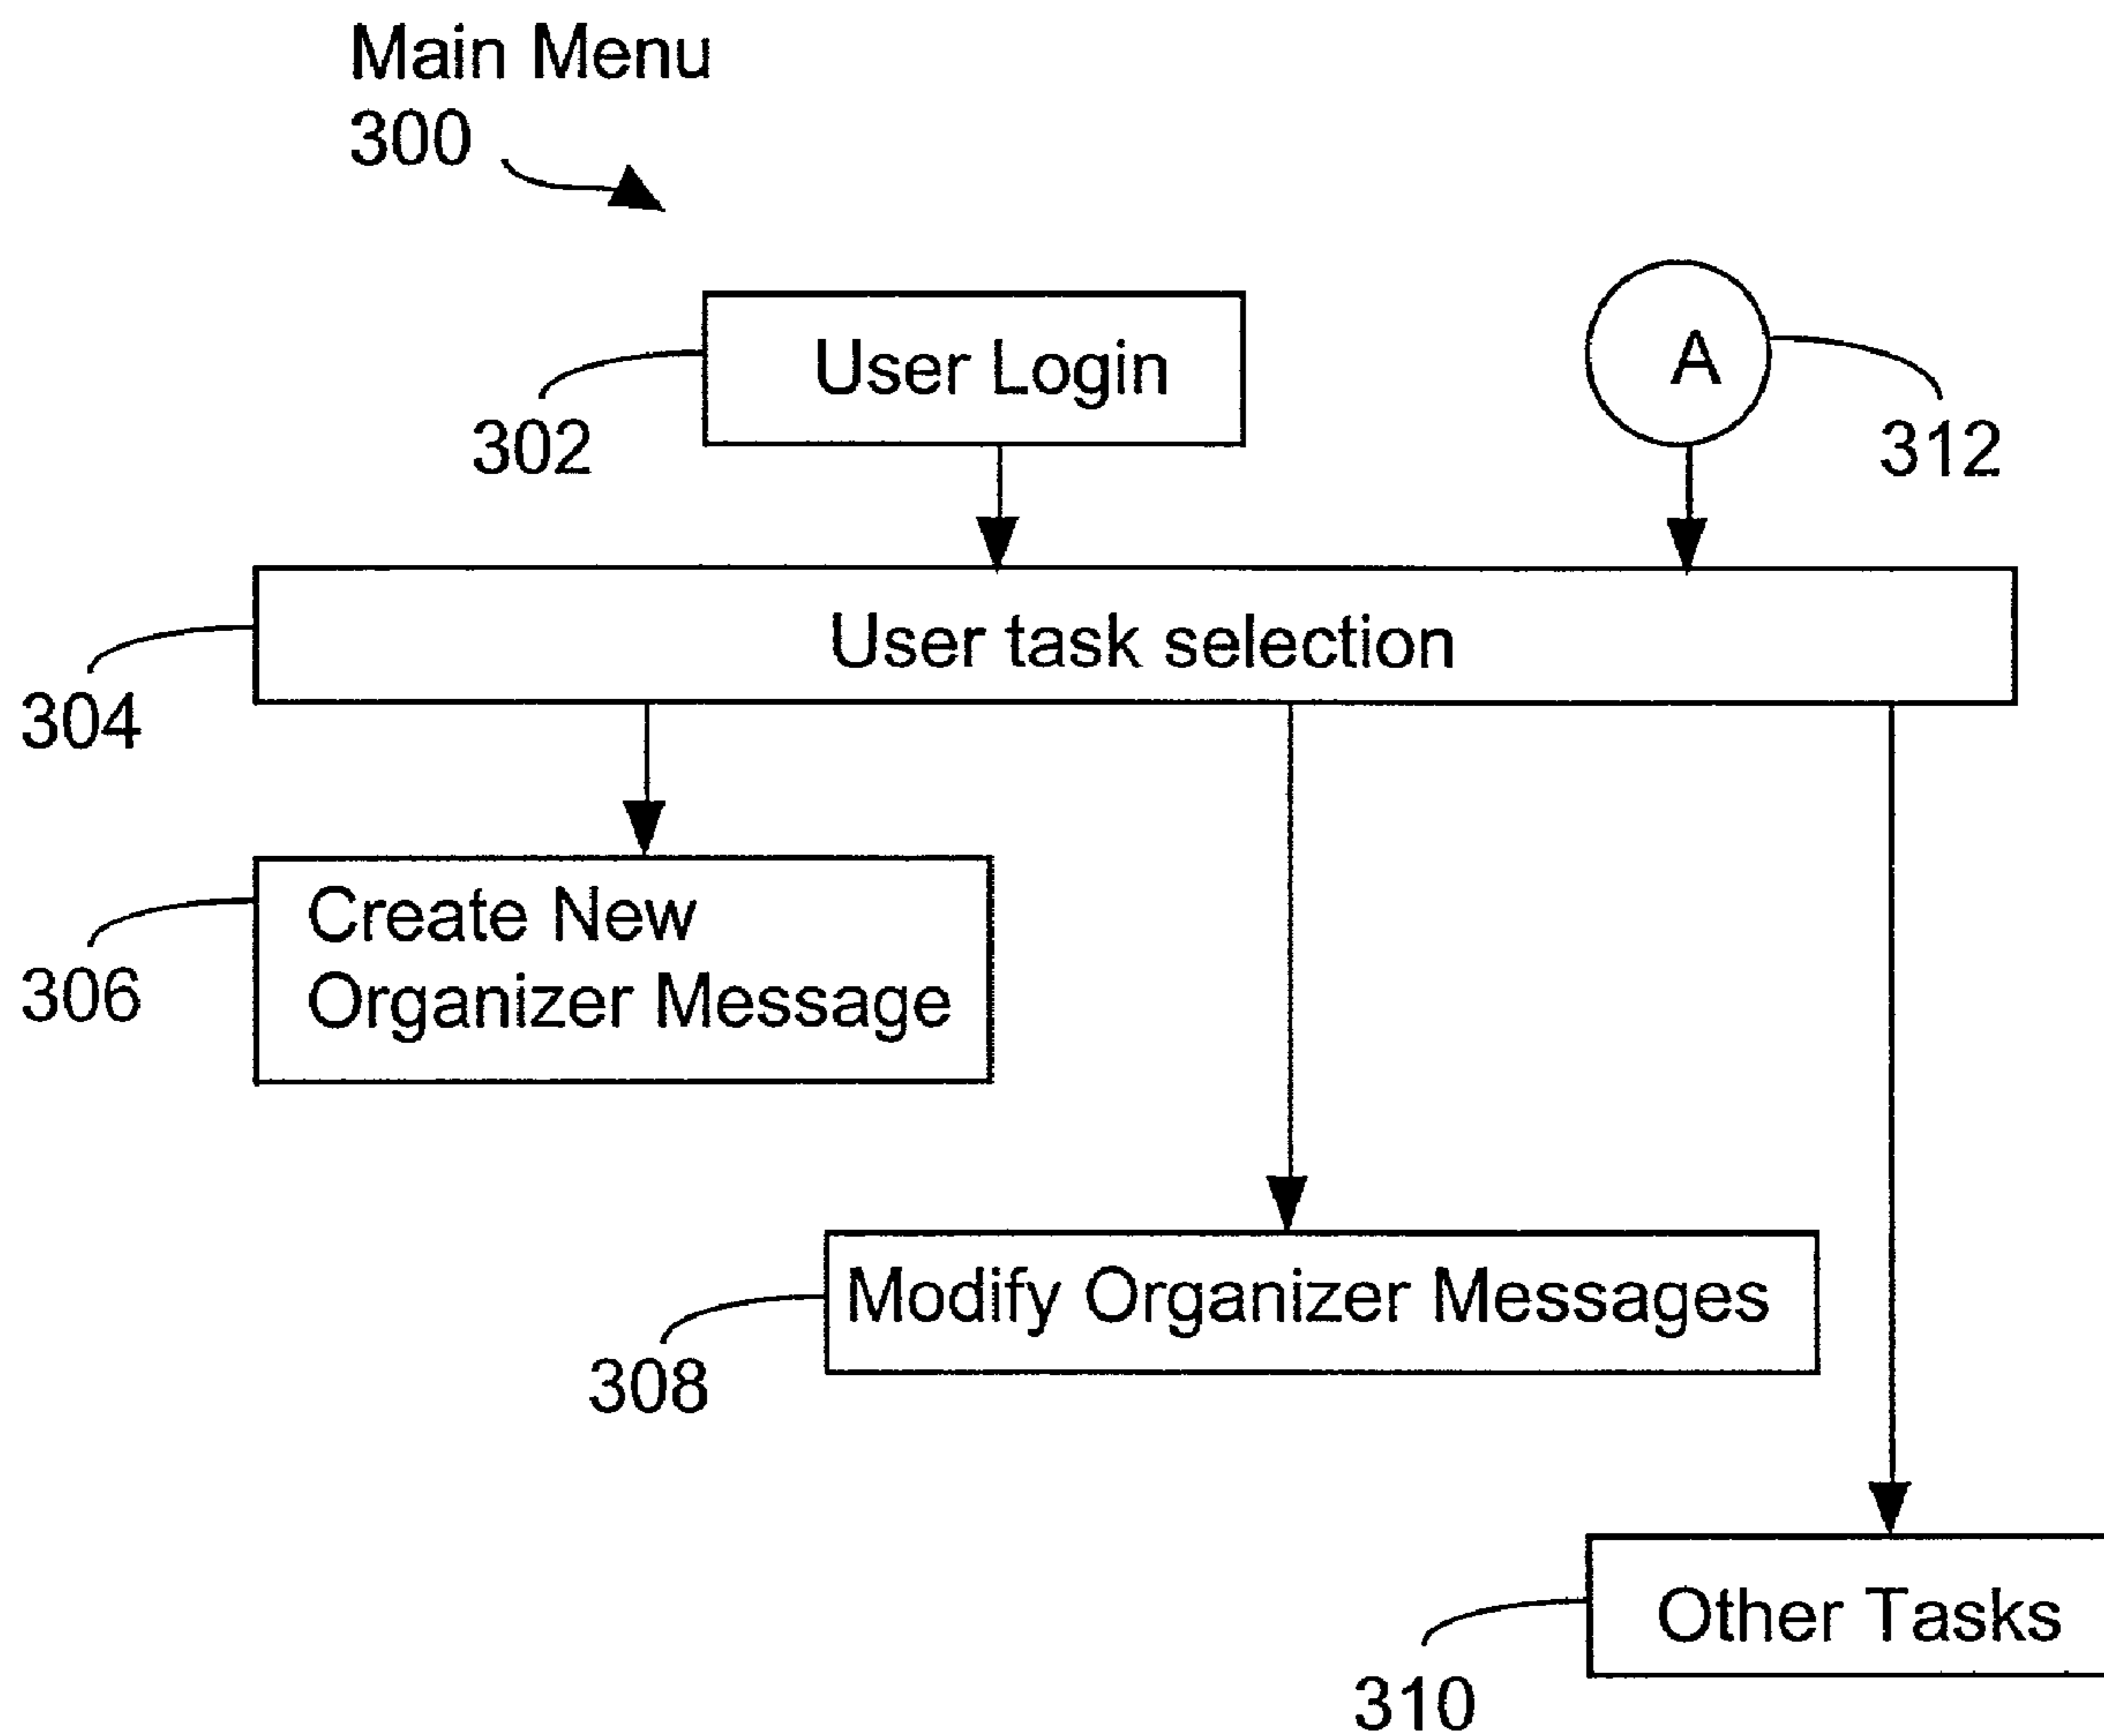 Main Menu
300
User Login
A
302
312
User task selection
304
Create New
Organizer Message
306
Modify Organizer Messages
308
Other Tasks
310